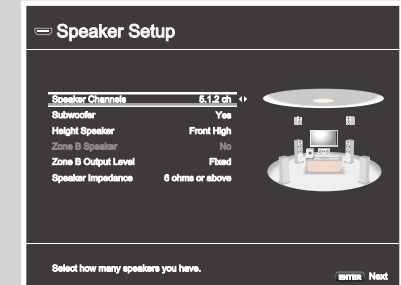 Speaker Setup
Speaker Channels 5.1.2 ch
Subwoofer Yes
Height Speaker Front High
Zone B Speaker No
Zone B Output Level Fixed
Speaker Impedance 6 ohms or above
Select how many speakers you have.
ENTER Next